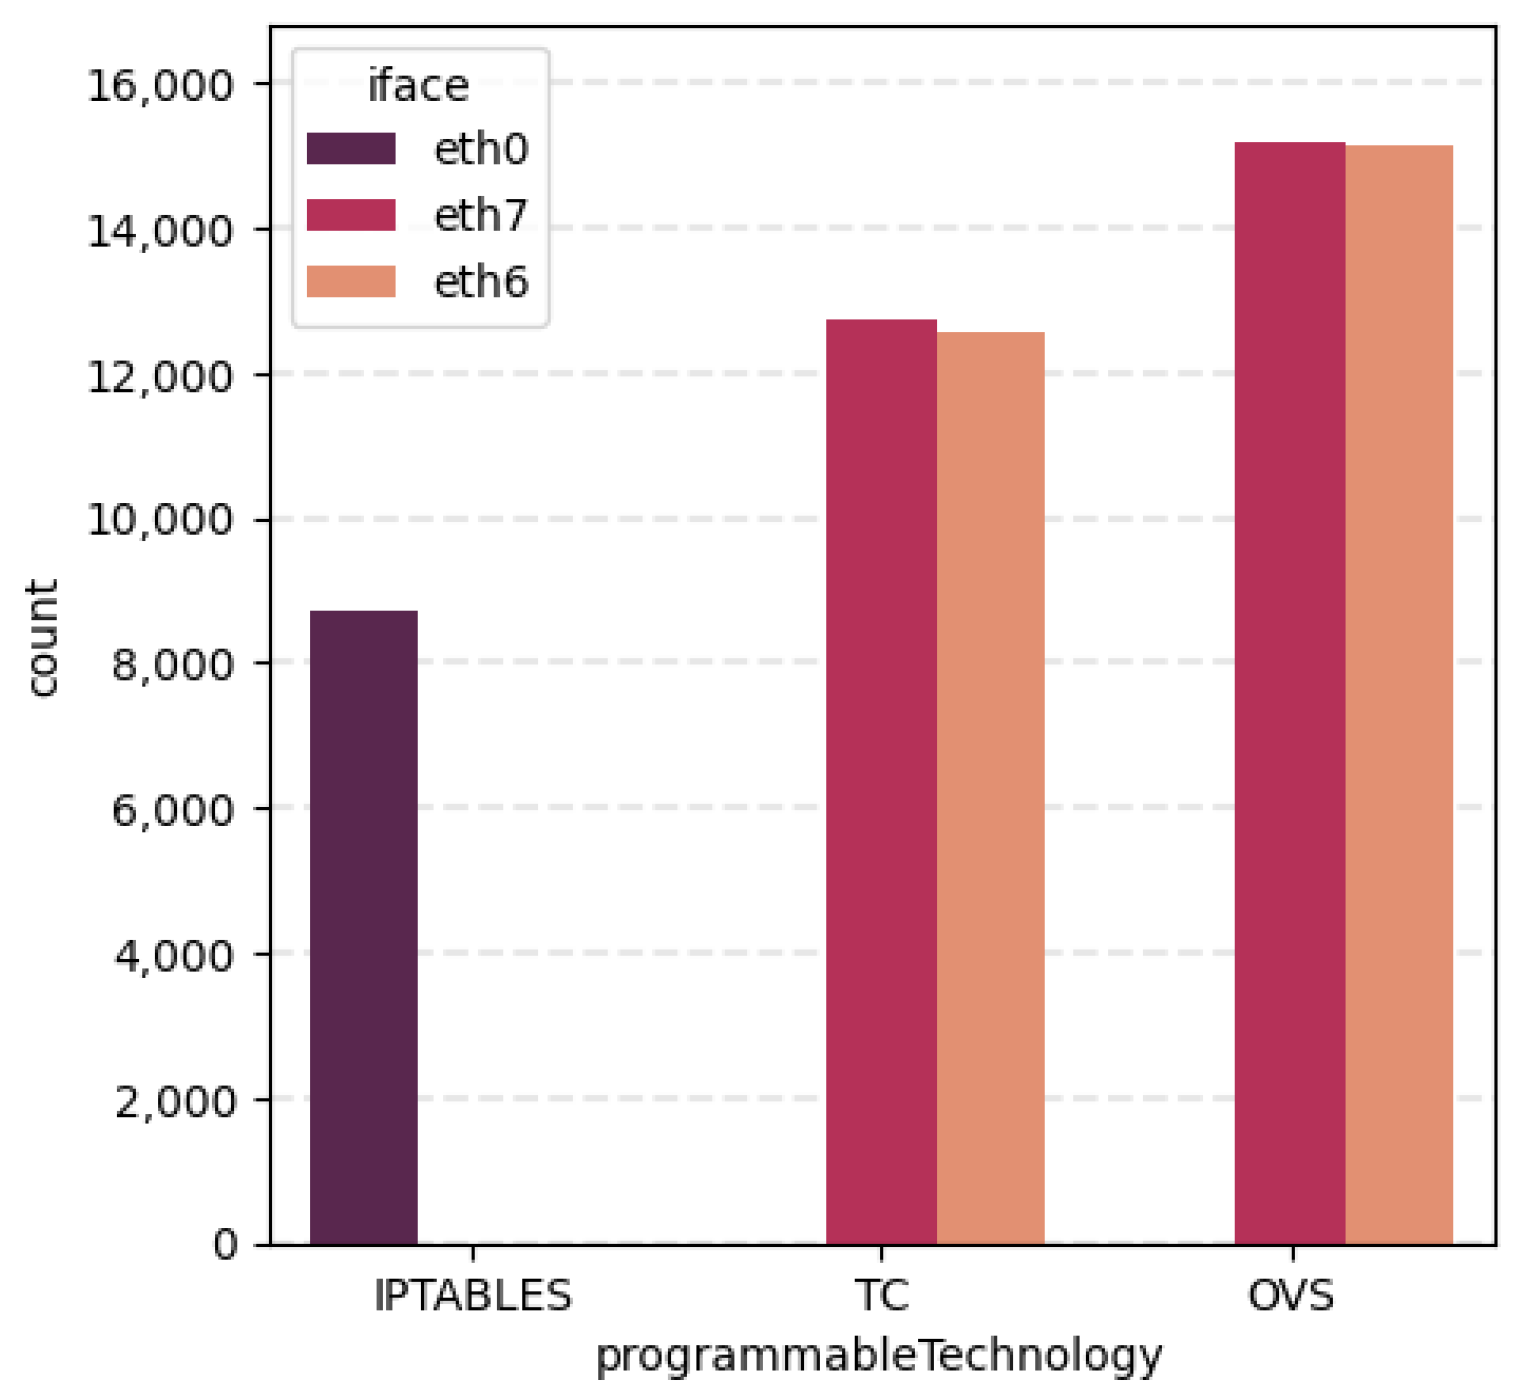 iface
eth0
eth7
eth6
16,000
14,000
12,000
10,000
8,000
6,000
4,000
2,000
0
count
IPTABLES TC OVS
programmableTechnology